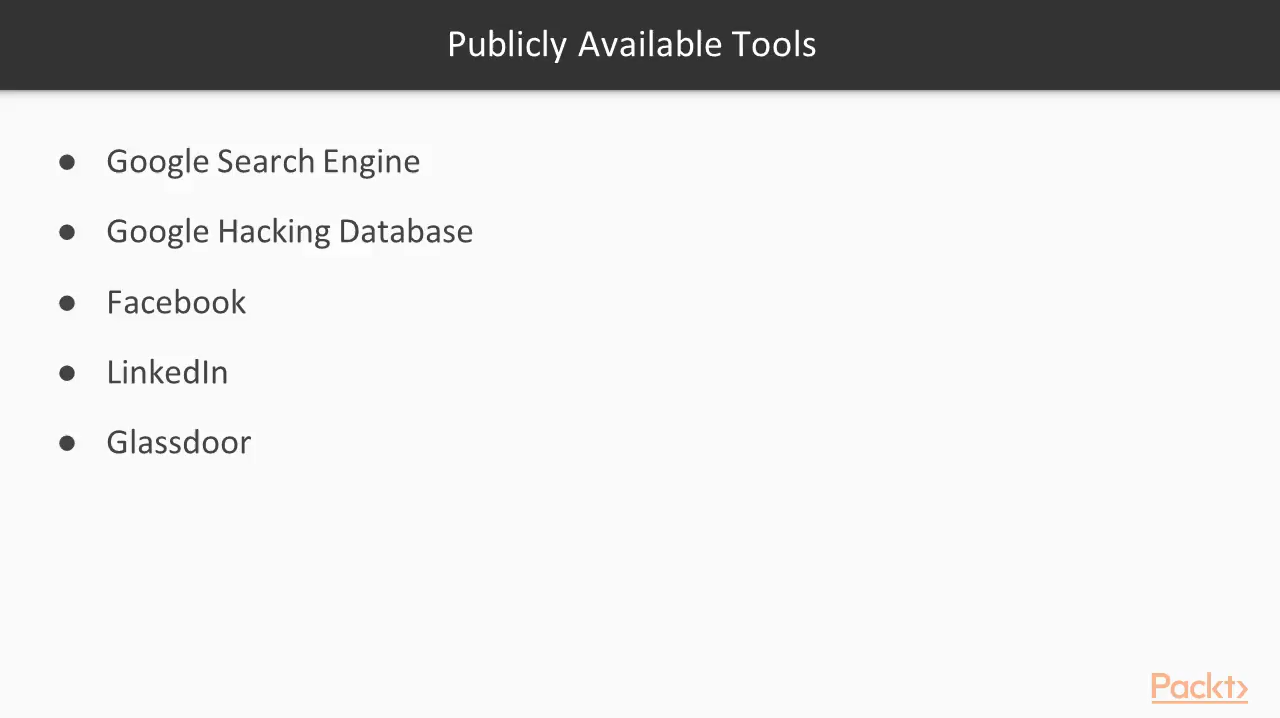 Publicly Available Tools
● Google Search Engine
● Google Hacking Database
● Facebook
● LinkedIn
● Glassdoor
Packt>